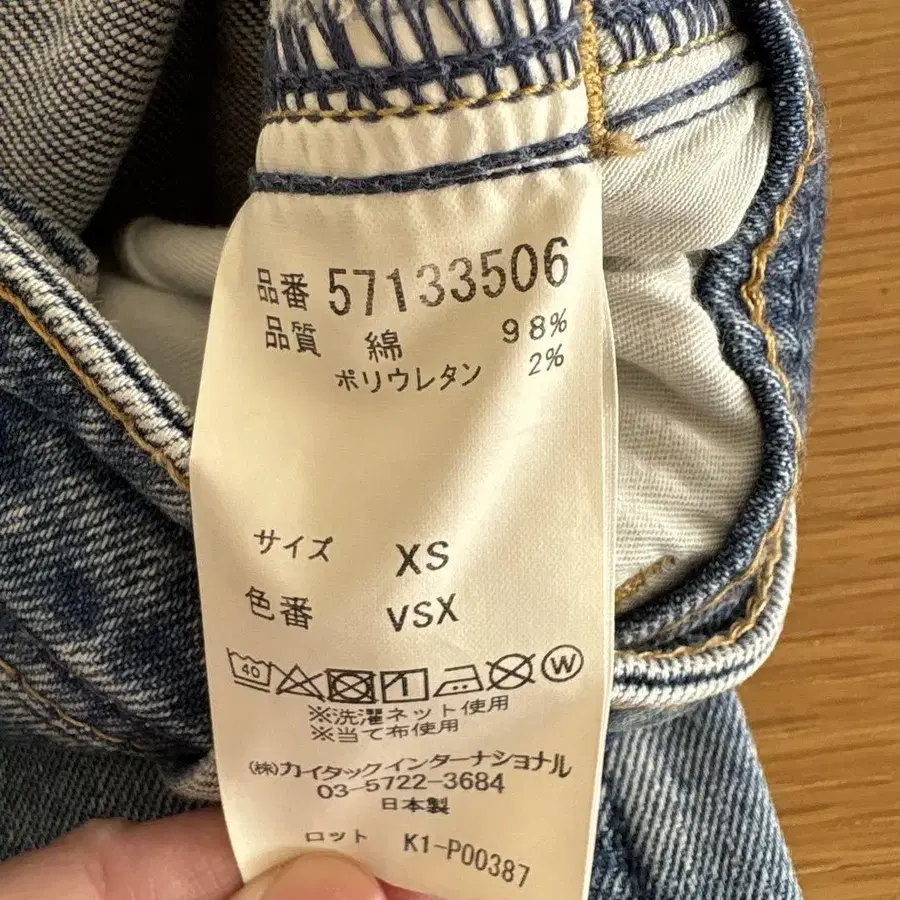 品番 57133506
品質 綿 98%
ポリウレタン 2%
サイズ XS
色番 VSX
40 W
※洗濯ネット使用
※当て布使用
(株)カイタックインターナショナル
03-5722-3684
日本製
ロット K1-P00387